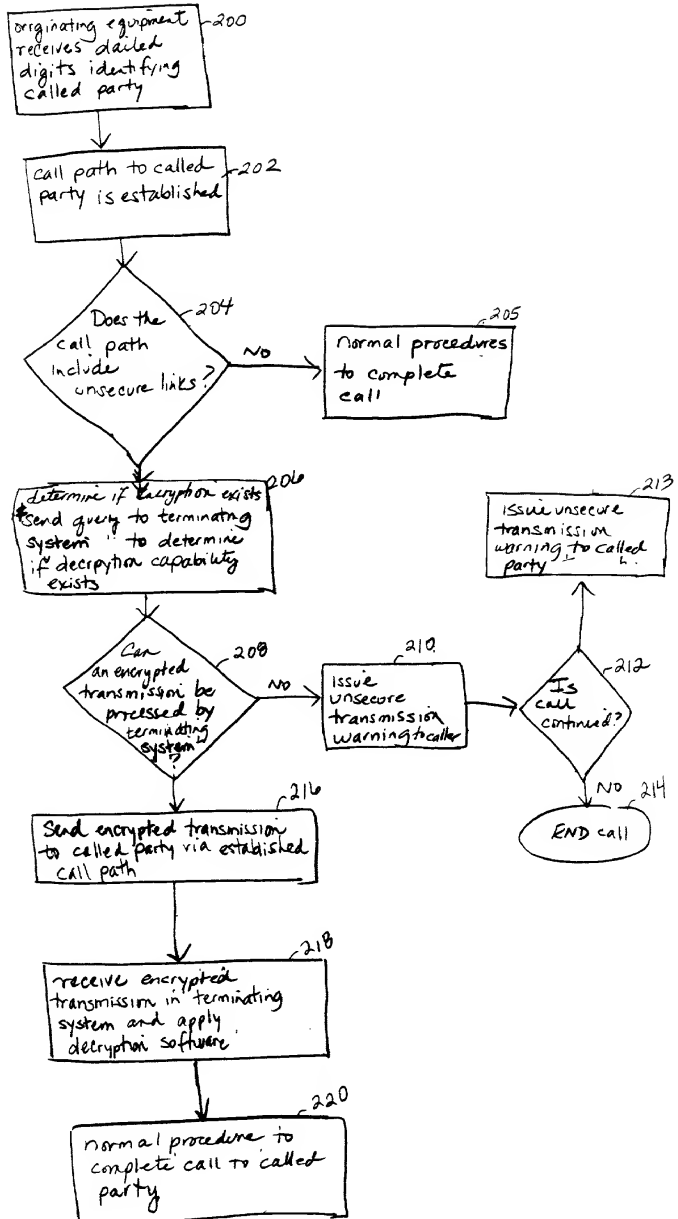 originating equipment
receives dailed
digits identifying
called party
200
call path to called
party is established
202
Does the
call path
include
unsecure links?
204
NO
normal procedures
to complete
call
205
determine if encryption exists
send query to terminating
system to determine
if decrpytion capability
exists
206
Can
an encrypted
transmission be
processed by
terminating
system
?
208
NO
issue
unsecure
transmission
warning to caller
210
Is
call
continued?
212
issue unsecure
transmission
warning to called
party
213
NO
END call
214
Send encrypted transmission
to called party via established
call path
216
receive encrypted
transmission in terminating
system and apply
decryption software
218
normal procedure to
complete call to called
party
220